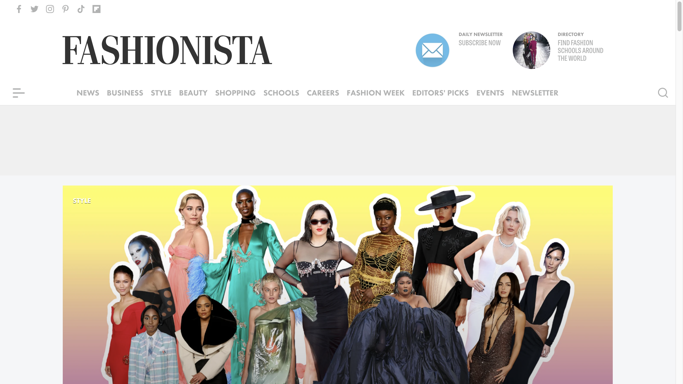 FASHIONISTA
DAILY NEWSLETTER
SUBSCRIBE NOW
DIRECTORY
FIND FASHION
SCHOOLS AROUND
THE WORLD
NEWS BUSINESS STYLE BEAUTY SHOPPING SCHOOLS CAREERS FASHION WEEK EDITORS' PICKS EVENTS NEWSLETTER
STYLE